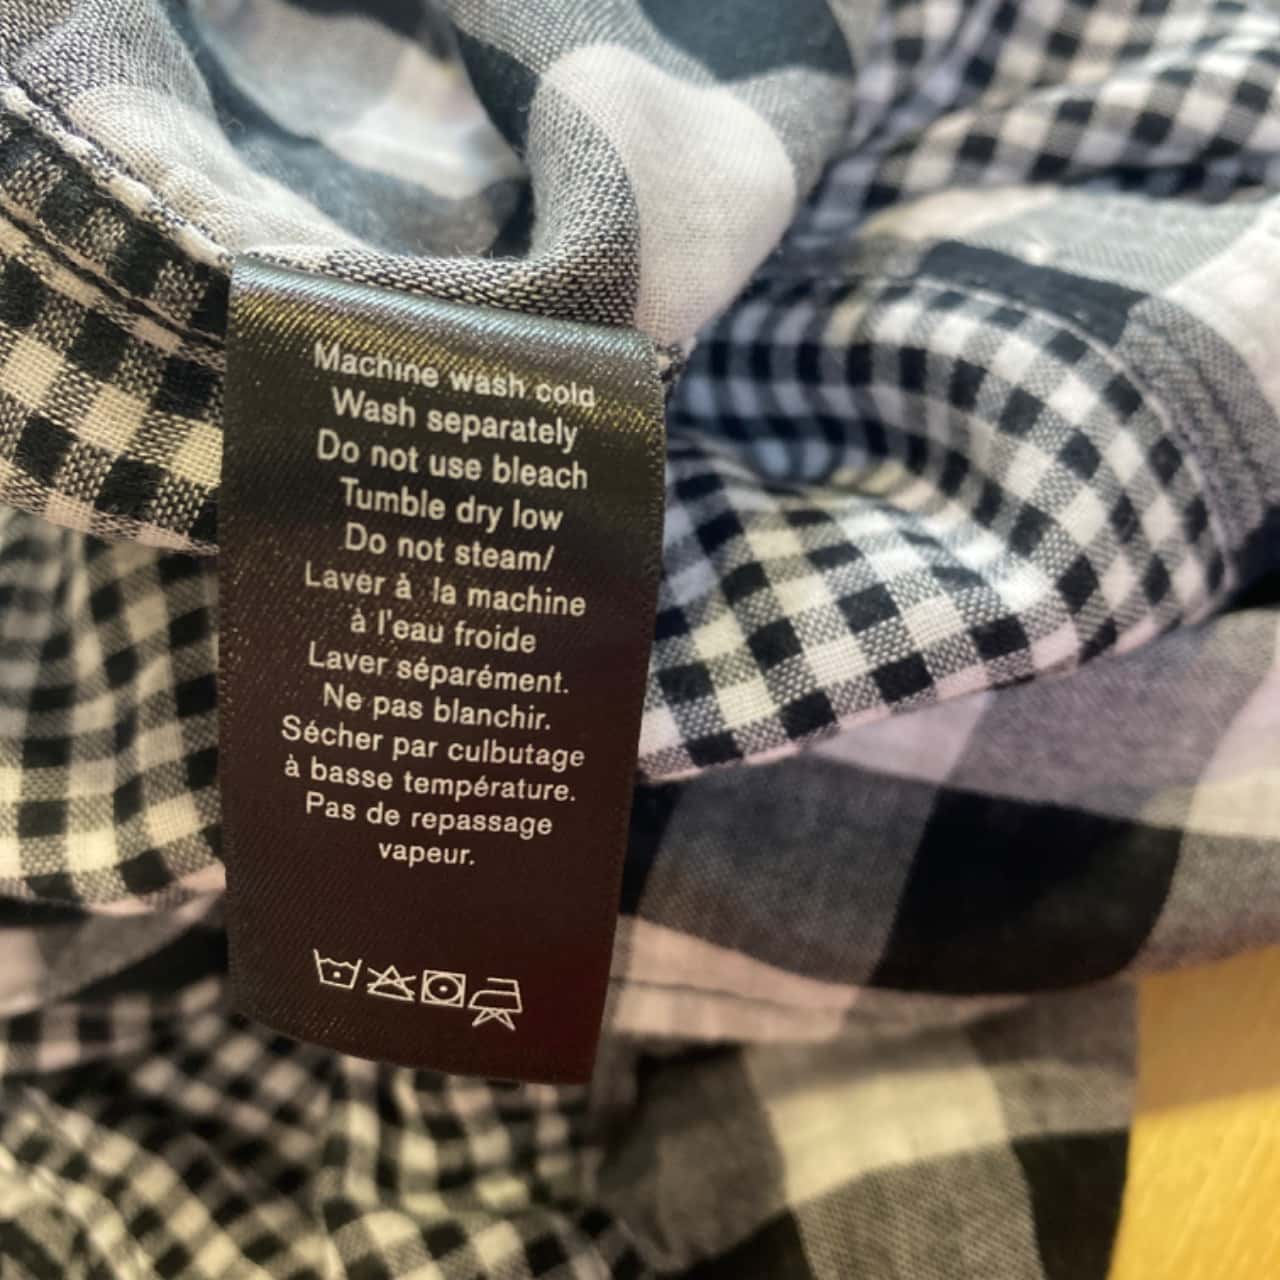 Machine wash cold
Wash separately
Do not use bleach
Tumble dry low
Do not steam/
Laver à la machine
à l'eau froide
Laver séparément.
Ne pas blanchir.
Sécher par culbutage
à basse température.
Pas de repassage
vapeur.